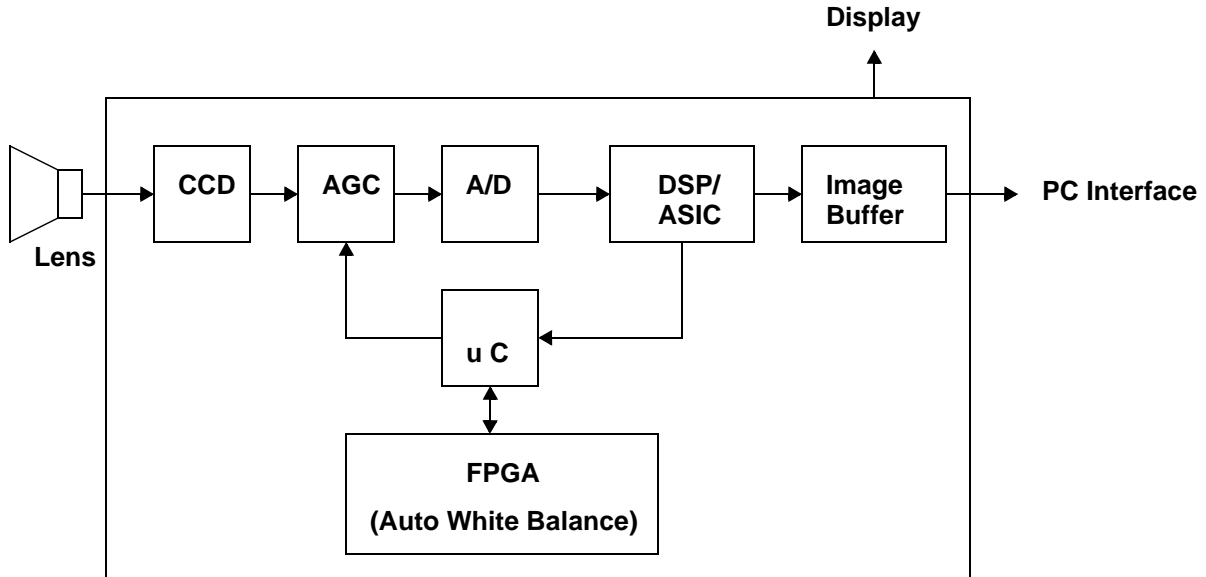 Display
CCD
AGC
A/D
DSP/
ASIC
Image
Buffer
PC Interface
Lens
u C
FPGA
(Auto White Balance)